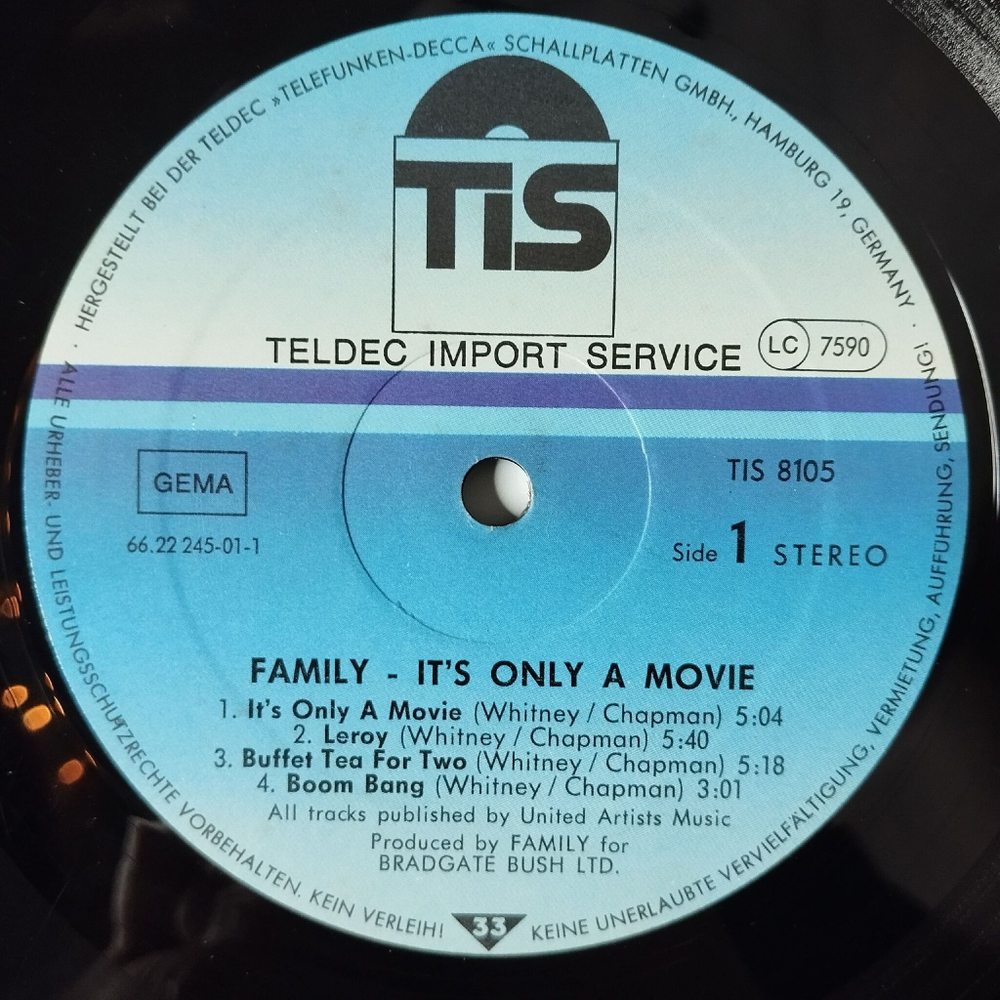 · HERGESTELLT BEI DER TELDEC »TELEFUNKEN-DECCA« SCHALLPLATTEN GMBH., HAMBURG 19, GERMANY ·
TIS
TELDEC IMPORT SERVICE LC 7590
GEMA
66.22 245-01-1
TIS 8105
Side 1 STEREO
FAMILY - IT'S ONLY A MOVIE
1. It's Only A Movie (Whitney / Chapman) 5:04
2. Leroy (Whitney / Chapman) 5:40
3. Buffet Tea For Two (Whitney / Chapman) 5:18
4. Boom Bang (Whitney / Chapman) 3:01
All tracks published by United Artists Music
Produced by FAMILY for
BRADGATE BUSH LTD.
ALLE URHEBER- UND LEISTUNGSSCHUTZRECHTE VORBEHALTEN. KEIN VERLEIH! 33 KEINE UNERLAUBTE VERVIELFÄLTIGUNG, VERMIETUNG, AUFFÜHRUNG, SENDUNG!